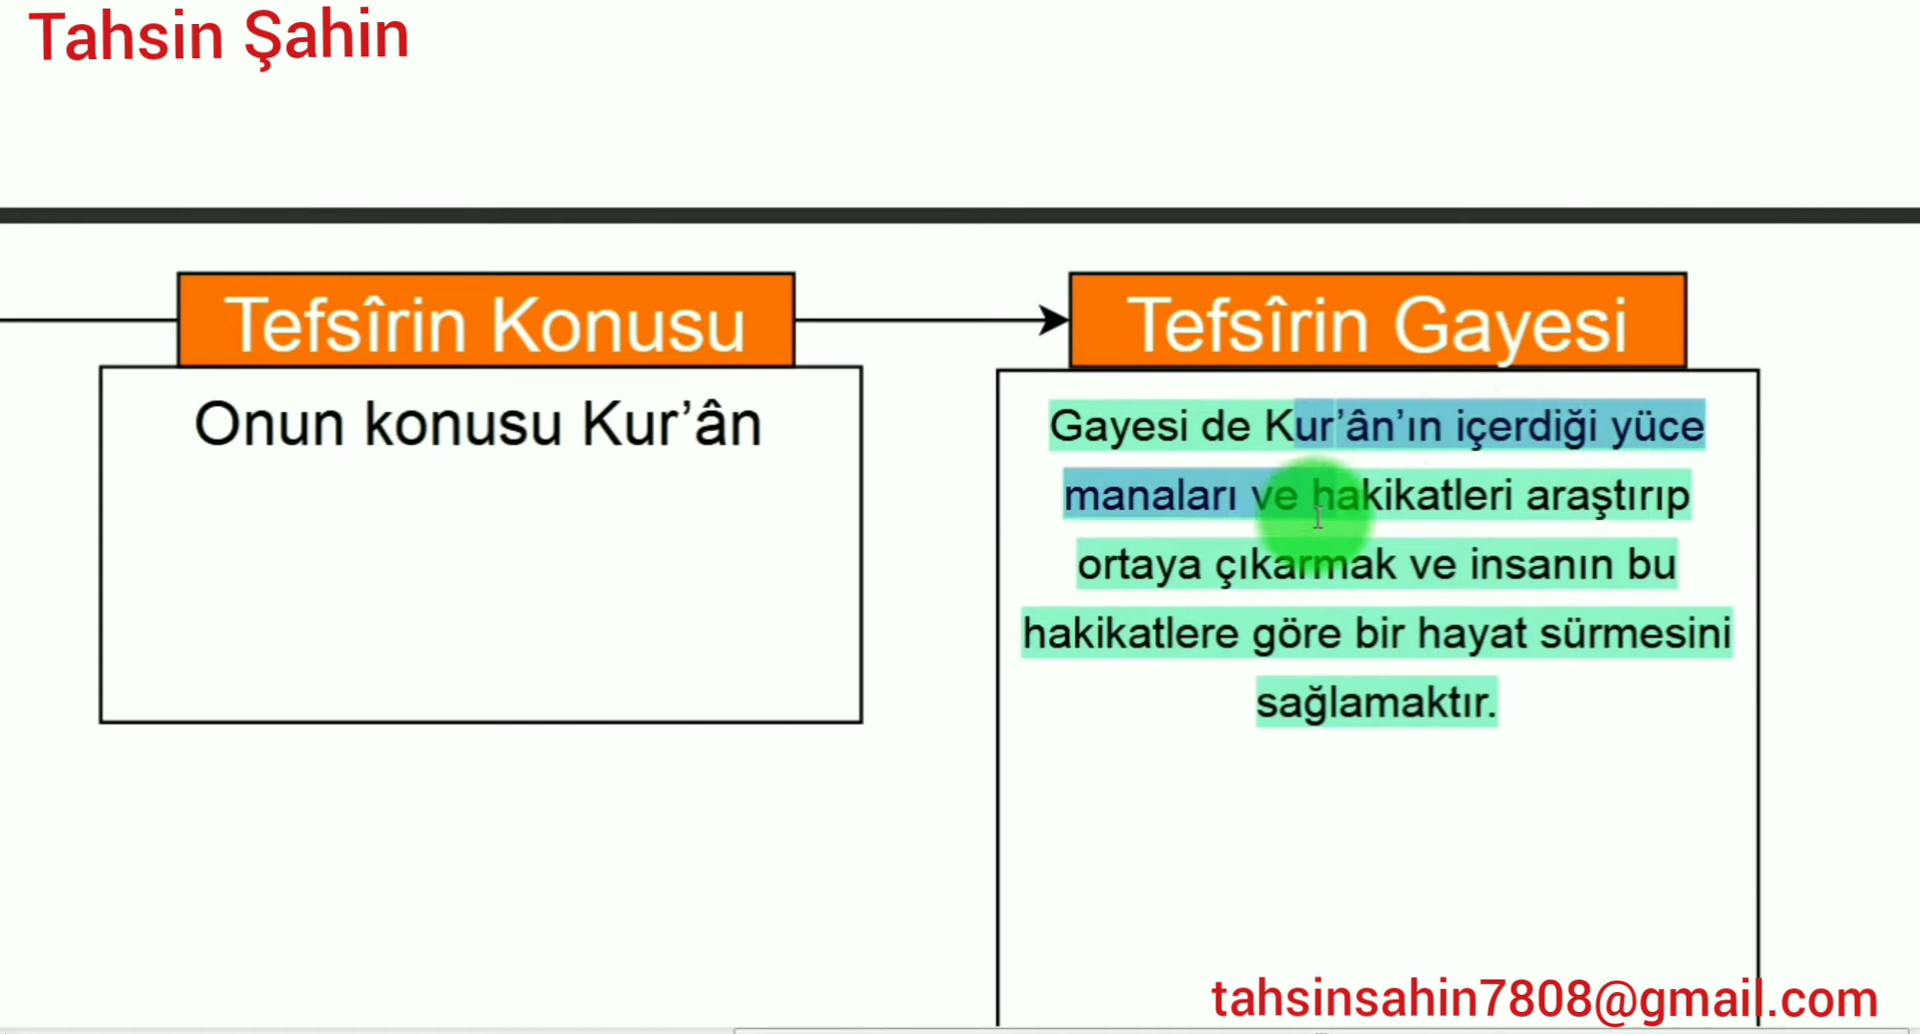 Tahsin Şahin
Tefsîrin Konusu
Onun konusu Kur’ân
Tefsîrin Gayesi
Gayesi de Kur’ân’ın içerdiği yüce
manaları ve hakikatleri araştırıp
ortaya çıkarmak ve insanın bu
hakikatlere göre bir hayat sürmesini
sağlamaktır.
tahsinsahin7808@gmail.com